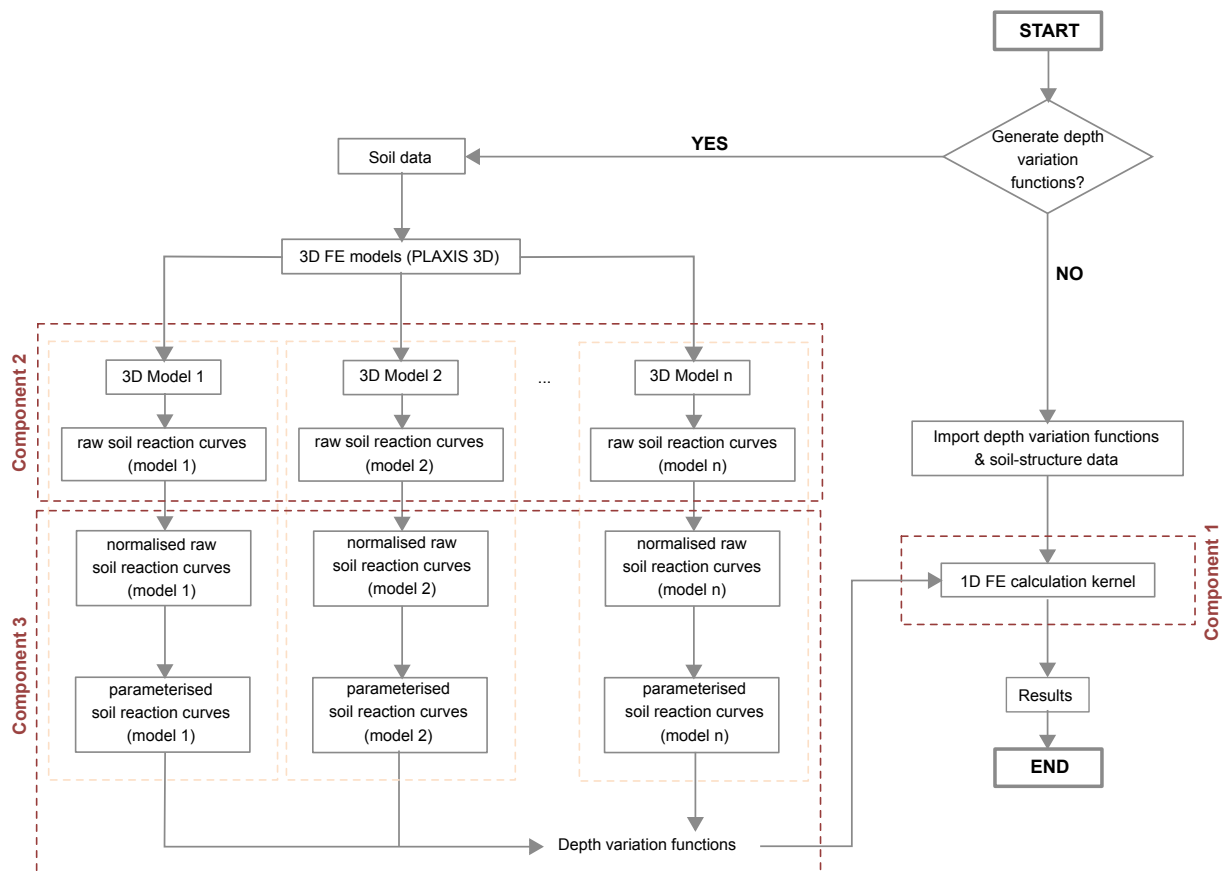 START
Generate depth
variation
functions?
YES
NO
Soil data
3D FE models (PLAXIS 3D)
Component 2
3D Model 1
3D Model 2
...
3D Model n
raw soil reaction curves
(model 1)
raw soil reaction curves
(model 2)
raw soil reaction curves
(model n)
Component 3
normalised raw
soil reaction curves
(model 1)
normalised raw
soil reaction curves
(model 2)
normalised raw
soil reaction curves
(model n)
parameterised
soil reaction curves
(model 1)
parameterised
soil reaction curves
(model 2)
parameterised
soil reaction curves
(model n)
Depth variation functions
Import depth variation functions
& soil-structure data
Component 1
1D FE calculation kernel
Results
END